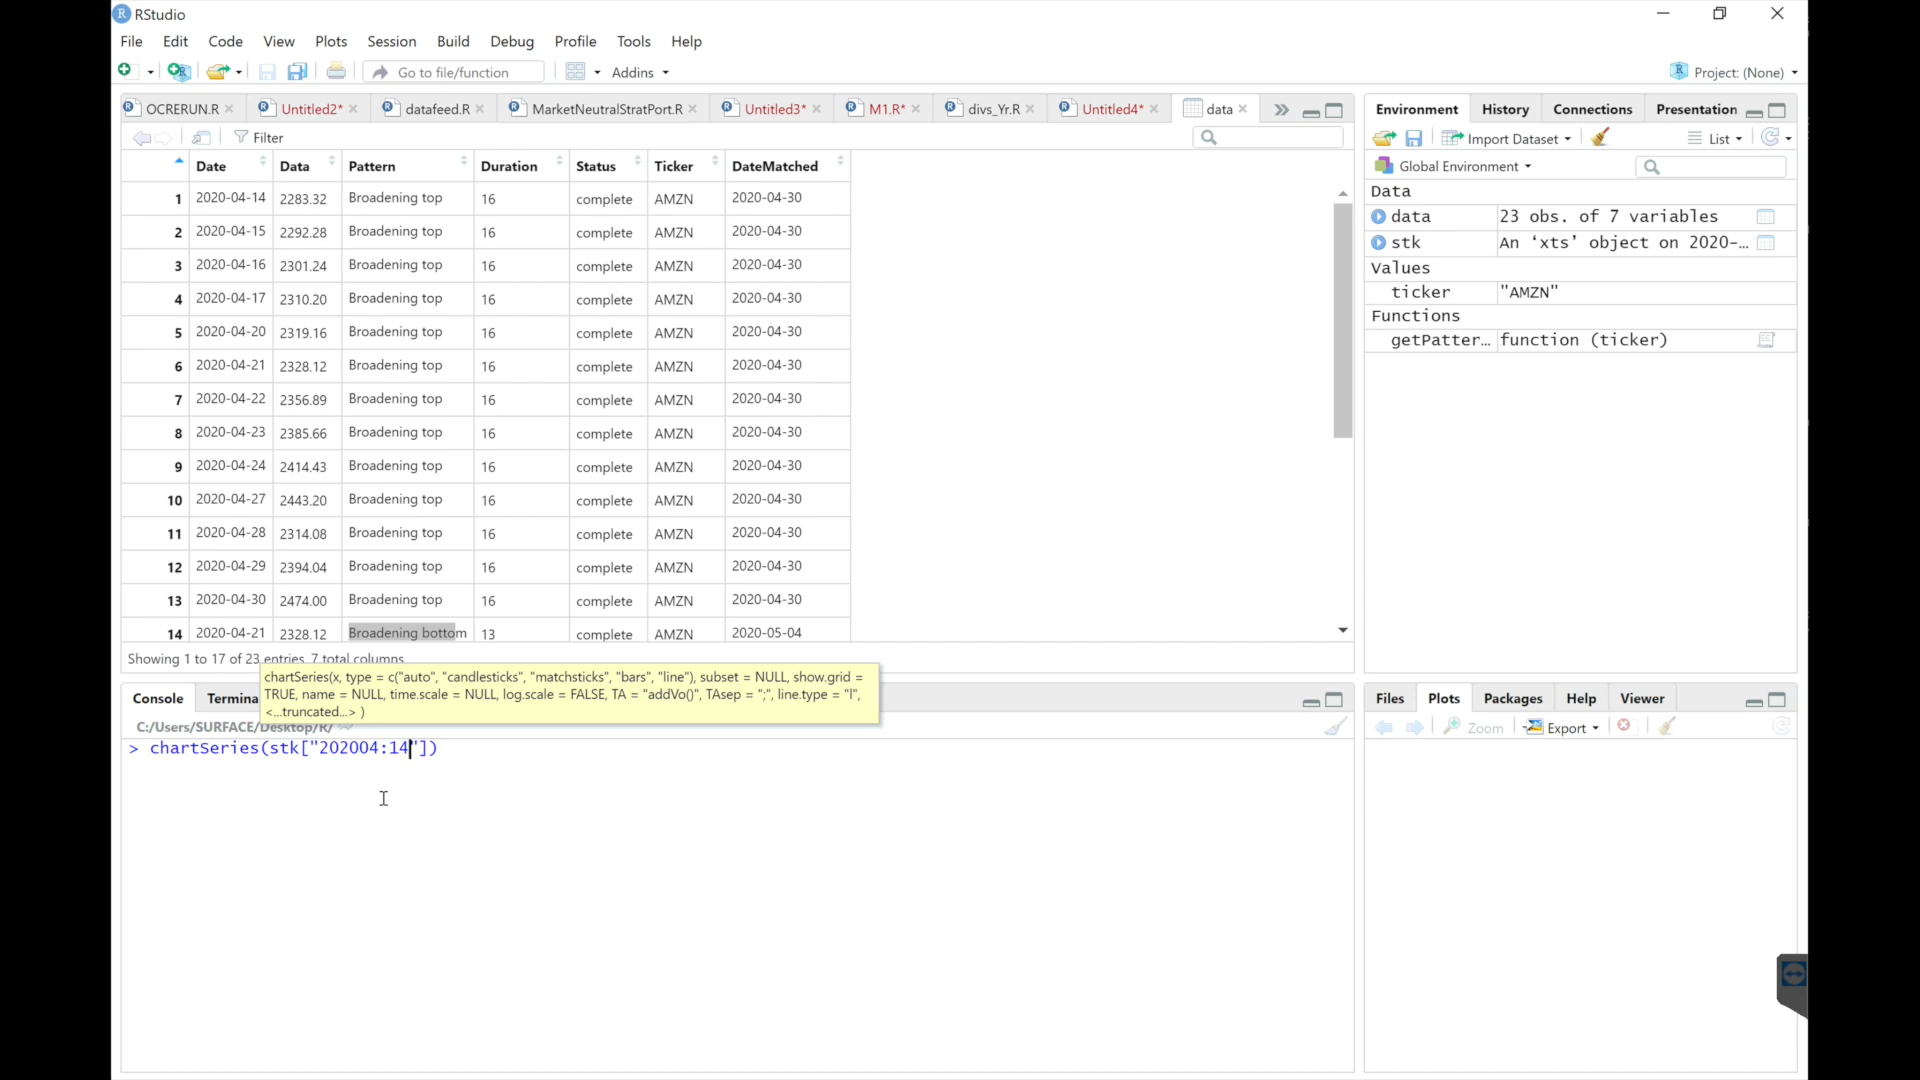 RStudio
File Edit Code View Plots Session Build Debug Profile Tools Help
Go to file/function Addins Project: (None)
OCRERUN.R Untitled2* datafeed.R MarketNeutralStratPort.R Untitled3* M1.R* divs_Yr.R Untitled4* data
Filter
Date Data Pattern Duration Status Ticker DateMatched
1 2020-04-14 2283.32 Broadening top 16 complete AMZN 2020-04-30
2 2020-04-15 2292.28 Broadening top 16 complete AMZN 2020-04-30
3 2020-04-16 2301.24 Broadening top 16 complete AMZN 2020-04-30
4 2020-04-17 2310.20 Broadening top 16 complete AMZN 2020-04-30
5 2020-04-20 2319.16 Broadening top 16 complete AMZN 2020-04-30
6 2020-04-21 2328.12 Broadening top 16 complete AMZN 2020-04-30
7 2020-04-22 2356.89 Broadening top 16 complete AMZN 2020-04-30
8 2020-04-23 2385.66 Broadening top 16 complete AMZN 2020-04-30
9 2020-04-24 2414.43 Broadening top 16 complete AMZN 2020-04-30
10 2020-04-27 2443.20 Broadening top 16 complete AMZN 2020-04-30
11 2020-04-28 2314.08 Broadening top 16 complete AMZN 2020-04-30
12 2020-04-29 2394.04 Broadening top 16 complete AMZN 2020-04-30
13 2020-04-30 2474.00 Broadening top 16 complete AMZN 2020-04-30
14 2020-04-21 2328.12 Broadening bottom 13 complete AMZN 2020-05-04
Showing 1 to 17 of 23 entries, 7 total columns
chartSeries(x, type = c("auto", "candlesticks", "matchsticks", "bars", "line"), subset = NULL, show.grid =
TRUE, name = NULL, time.scale = NULL, log.scale = FALSE, TA = "addVo()", TAsep = ";", line.type = "l",
<...truncated...> )
Console Termina
C:/Users/SURFACE/Desktop/R/
> chartSeries(stk["202004:14"])
Environment History Connections Presentation
Import Dataset List
Global Environment
Data
data 23 obs. of 7 variables
stk An ‘xts’ object on 2020-…
Values
ticker "AMZN"
Functions
getPatter… function (ticker)
Files Plots Packages Help Viewer
Zoom Export